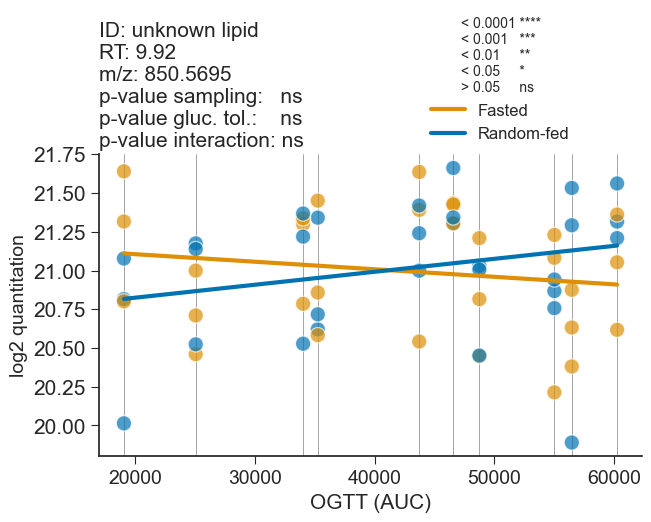 ID: unknown lipid
RT: 9.92
m/z: 850.5695
p-value sampling: ns
p-value gluc. tol.: ns
p-value interaction: ns
< 0.0001 ****
< 0.001 ***
< 0.01 **
< 0.05 *
> 0.05 ns
Fasted
Random-fed
21.75
21.50
21.25
21.00
20.75
20.50
20.25
20.00
log2 quantitation
20000 30000 40000 50000 60000
OGTT (AUC)